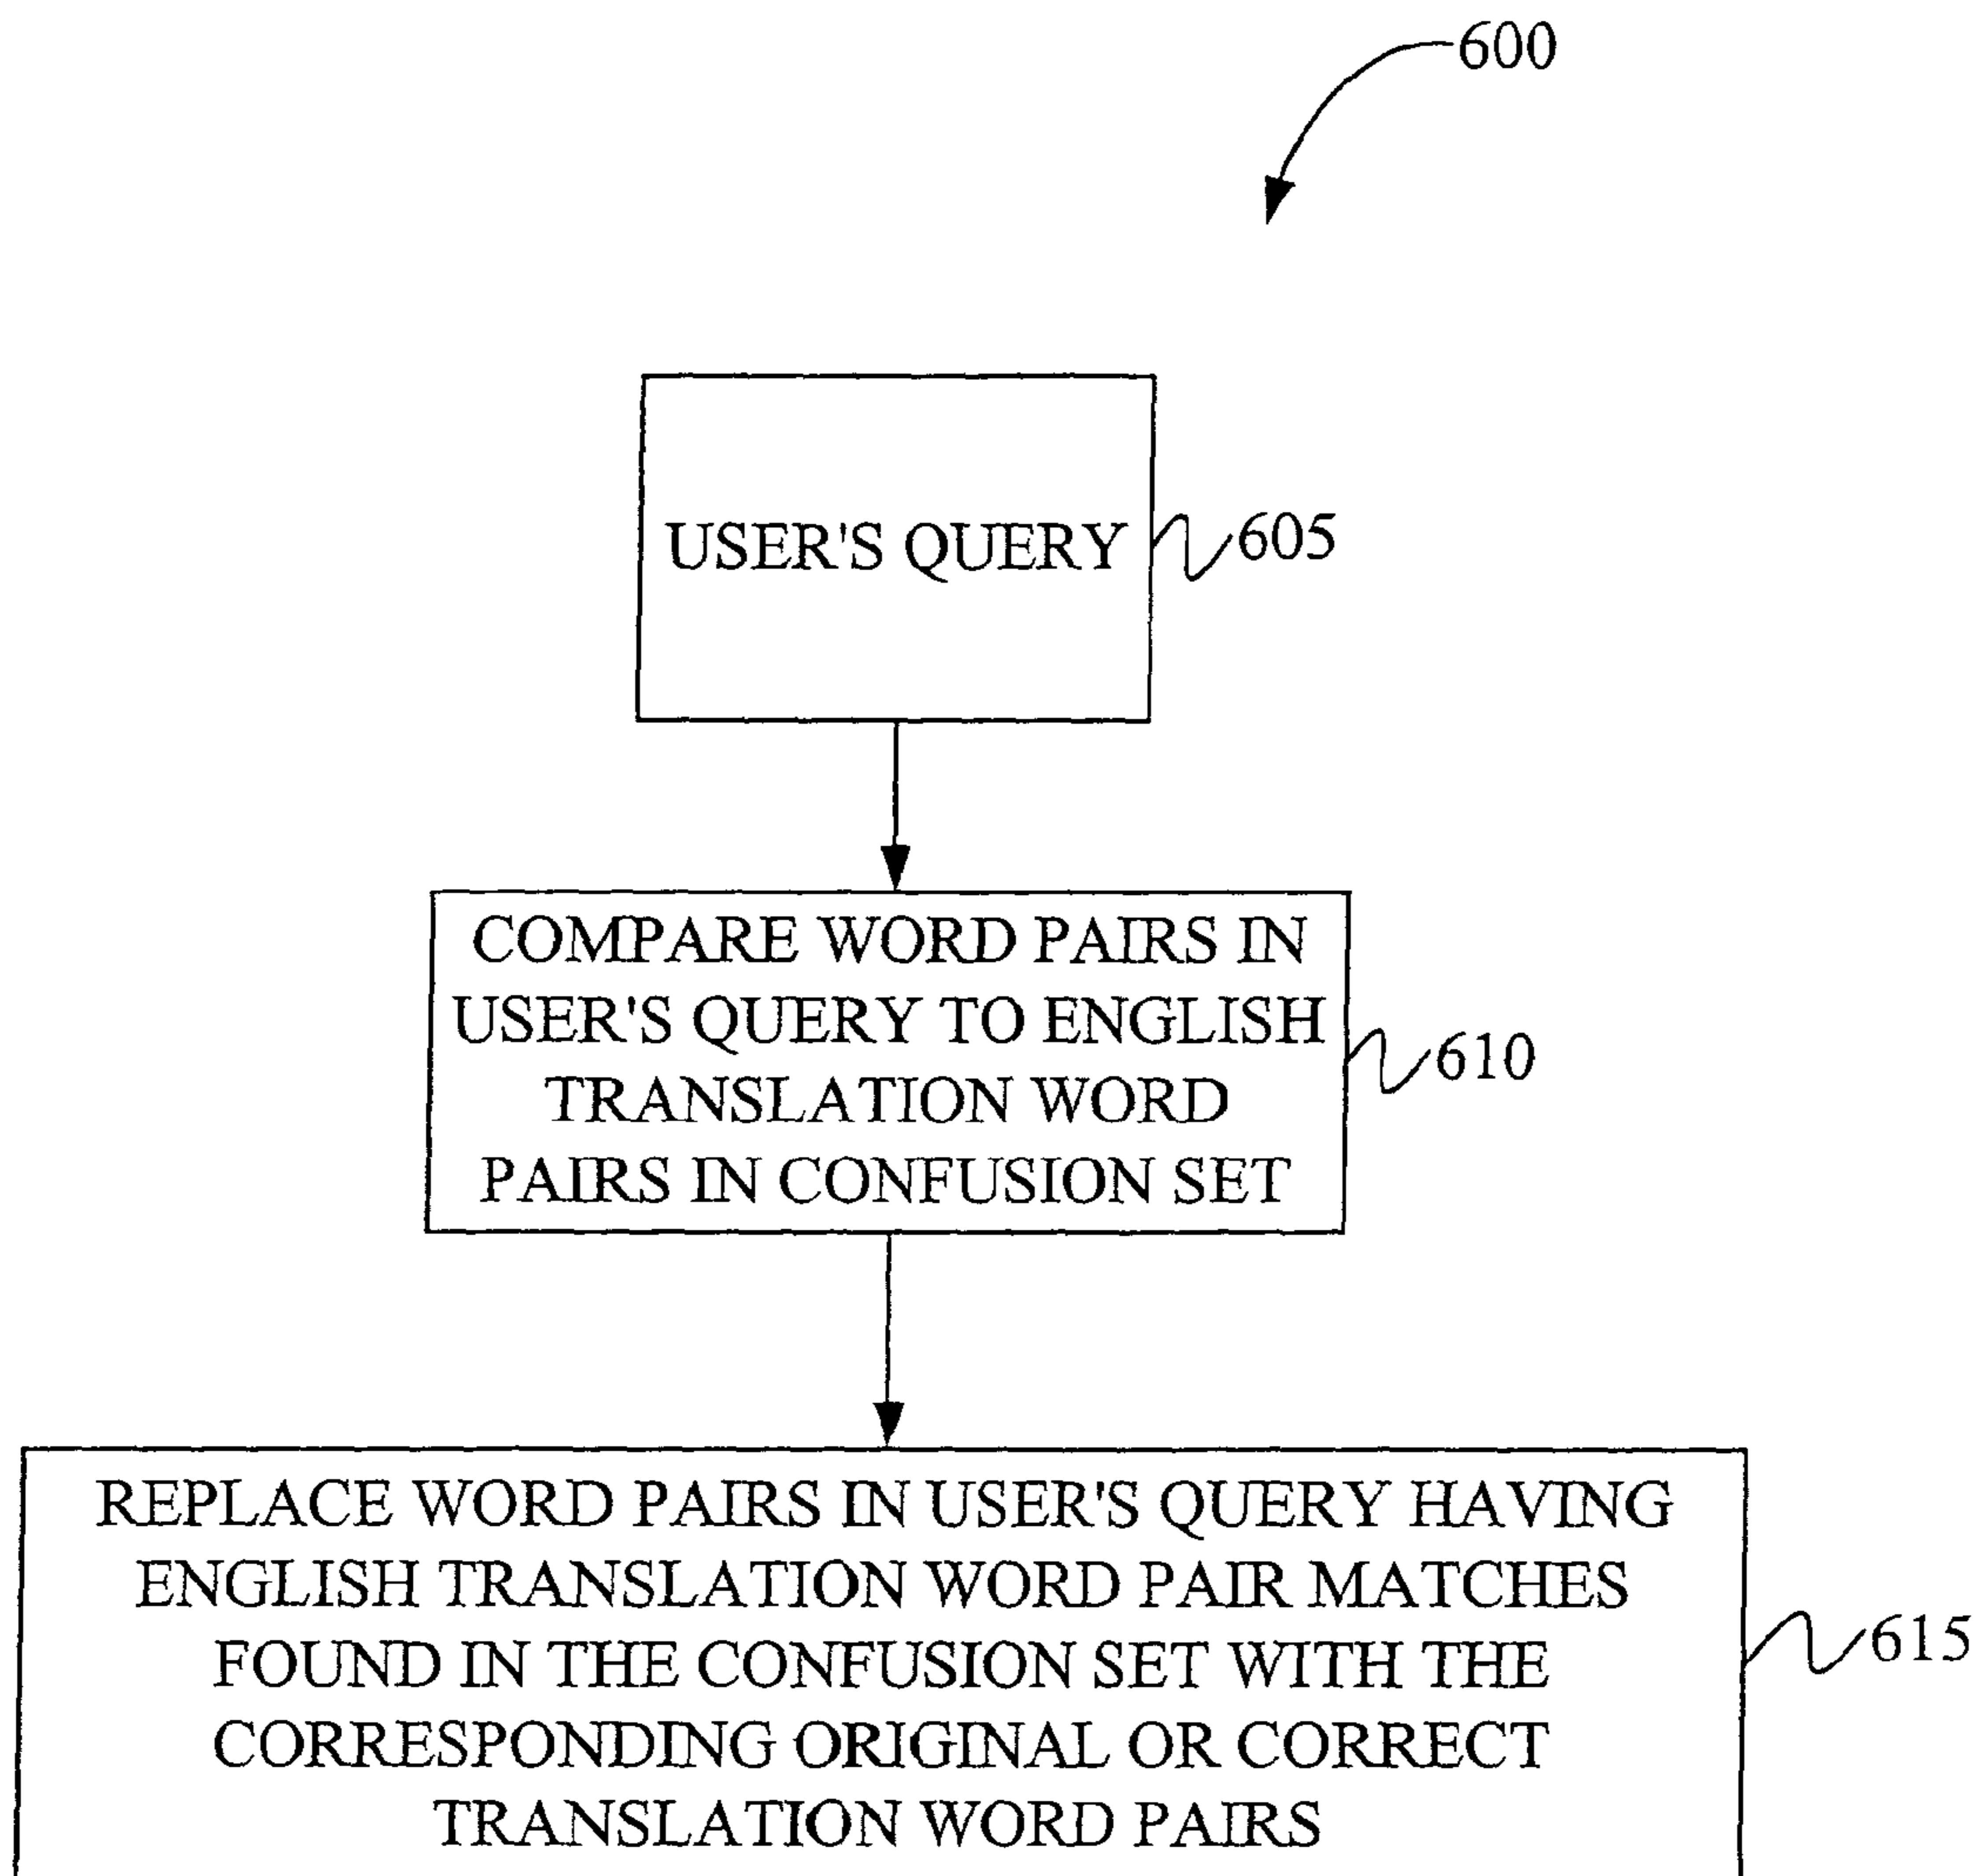 600
USER'S QUERY
605
COMPARE WORD PAIRS IN
USER'S QUERY TO ENGLISH
TRANSLATION WORD
PAIRS IN CONFUSION SET
610
REPLACE WORD PAIRS IN USER'S QUERY HAVING
ENGLISH TRANSLATION WORD PAIR MATCHES
FOUND IN THE CONFUSION SET WITH THE
CORRESPONDING ORIGINAL OR CORRECT
TRANSLATION WORD PAIRS
615